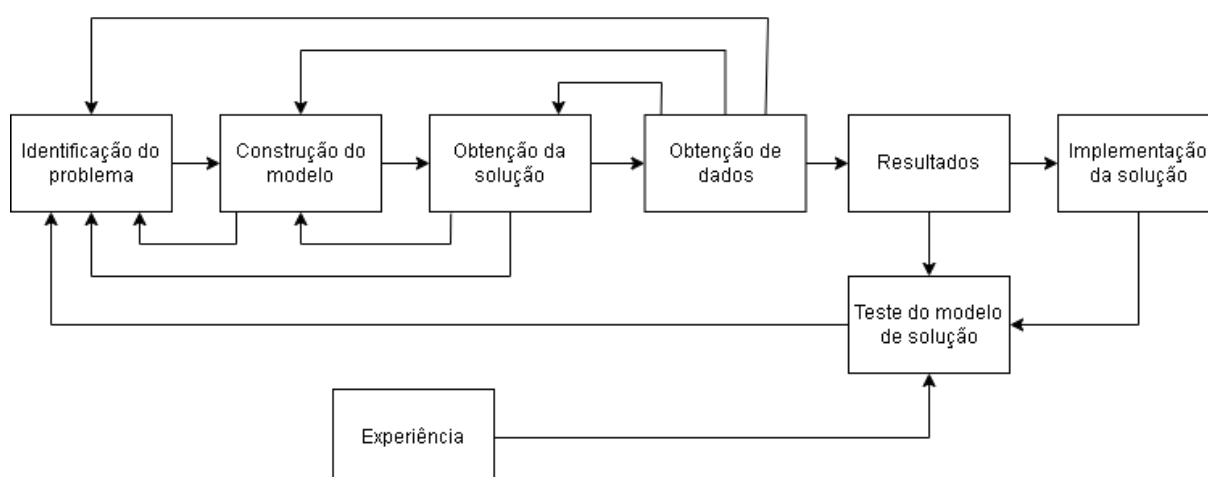 Identificação do
problema
Construção do
modelo
Obtenção da
solução
Obtenção de
dados
Resultados
Implementação
da solução
Teste do modelo
de solução
Experiência